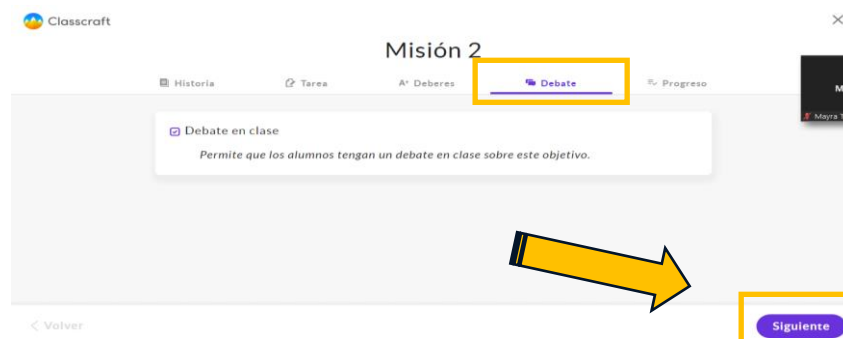 Classcraft
Misión 2
Historia Tarea Deberes Debate Progreso
Debate en clase
Permite que los alumnos tengan un debate en clase sobre este objetivo.
Mayra
< Volver
Siguiente